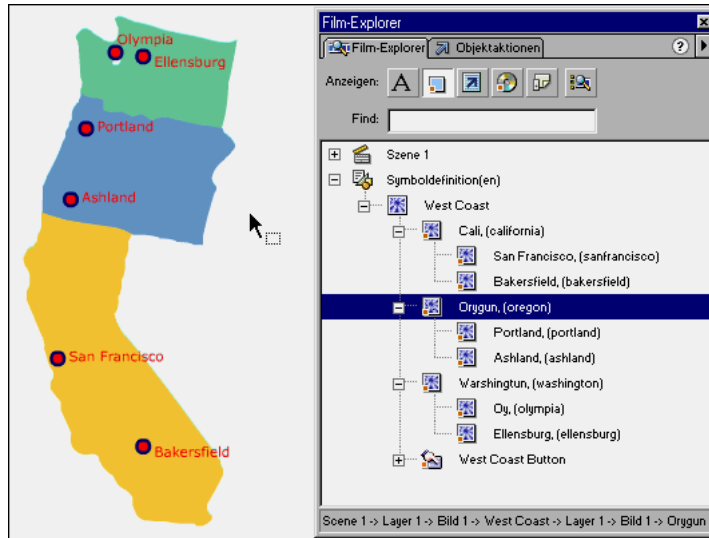 Olympia
Ellensburg
Portland
Ashland
San Francisco
Bakersfield
Film-Explorer
Film-Explorer Objektaktionen ?
Anzeigen: A
Find:
Szene 1
Symboldefinition(en)
West Coast
Cali, (california)
San Francisco, (sanfrancisco)
Bakersfield, (bakersfield)
Orygun, (oregon)
Portland, (portland)
Ashland, (ashland)
Warshingtun, (washington)
Oy, (olympia)
Ellensburg, (ellensburg)
West Coast Button
Scene 1 -> Layer 1 -> Bild 1 -> West Coast -> Layer 1 -> Bild 1 -> Orygun